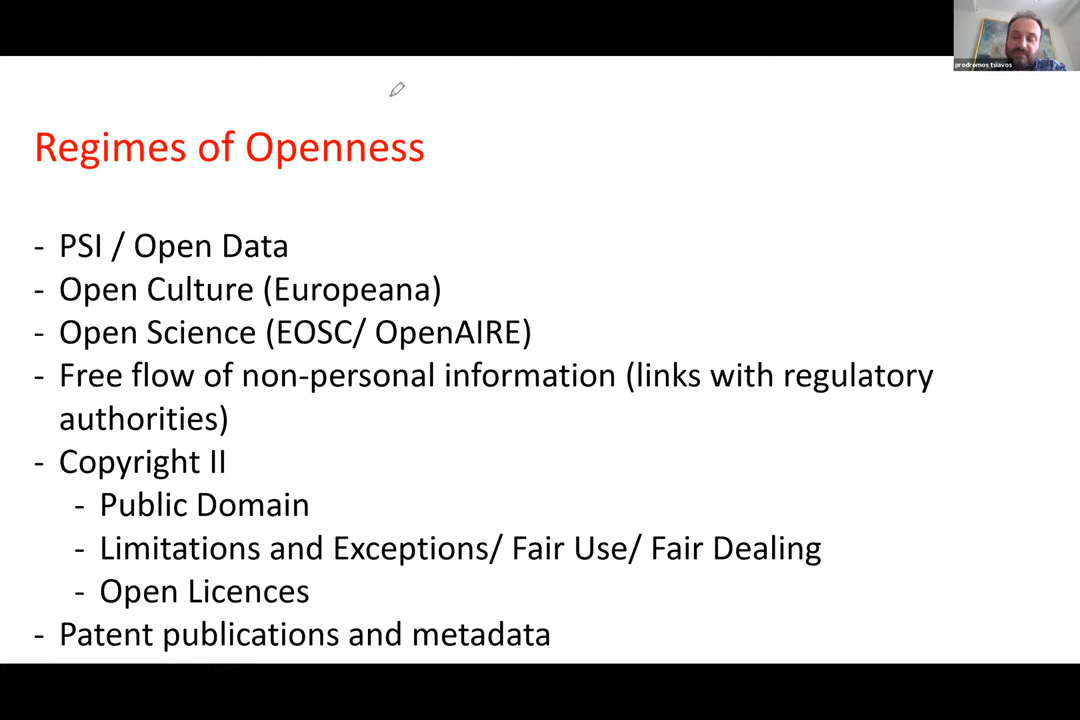 prodromos tsiavos
Regimes of Openness
- PSI / Open Data
- Open Culture (Europeana)
- Open Science (EOSC/ OpenAIRE)
- Free flow of non-personal information (links with regulatory
authorities)
- Copyright II
- Public Domain
- Limitations and Exceptions/ Fair Use/ Fair Dealing
- Open Licences
- Patent publications and metadata